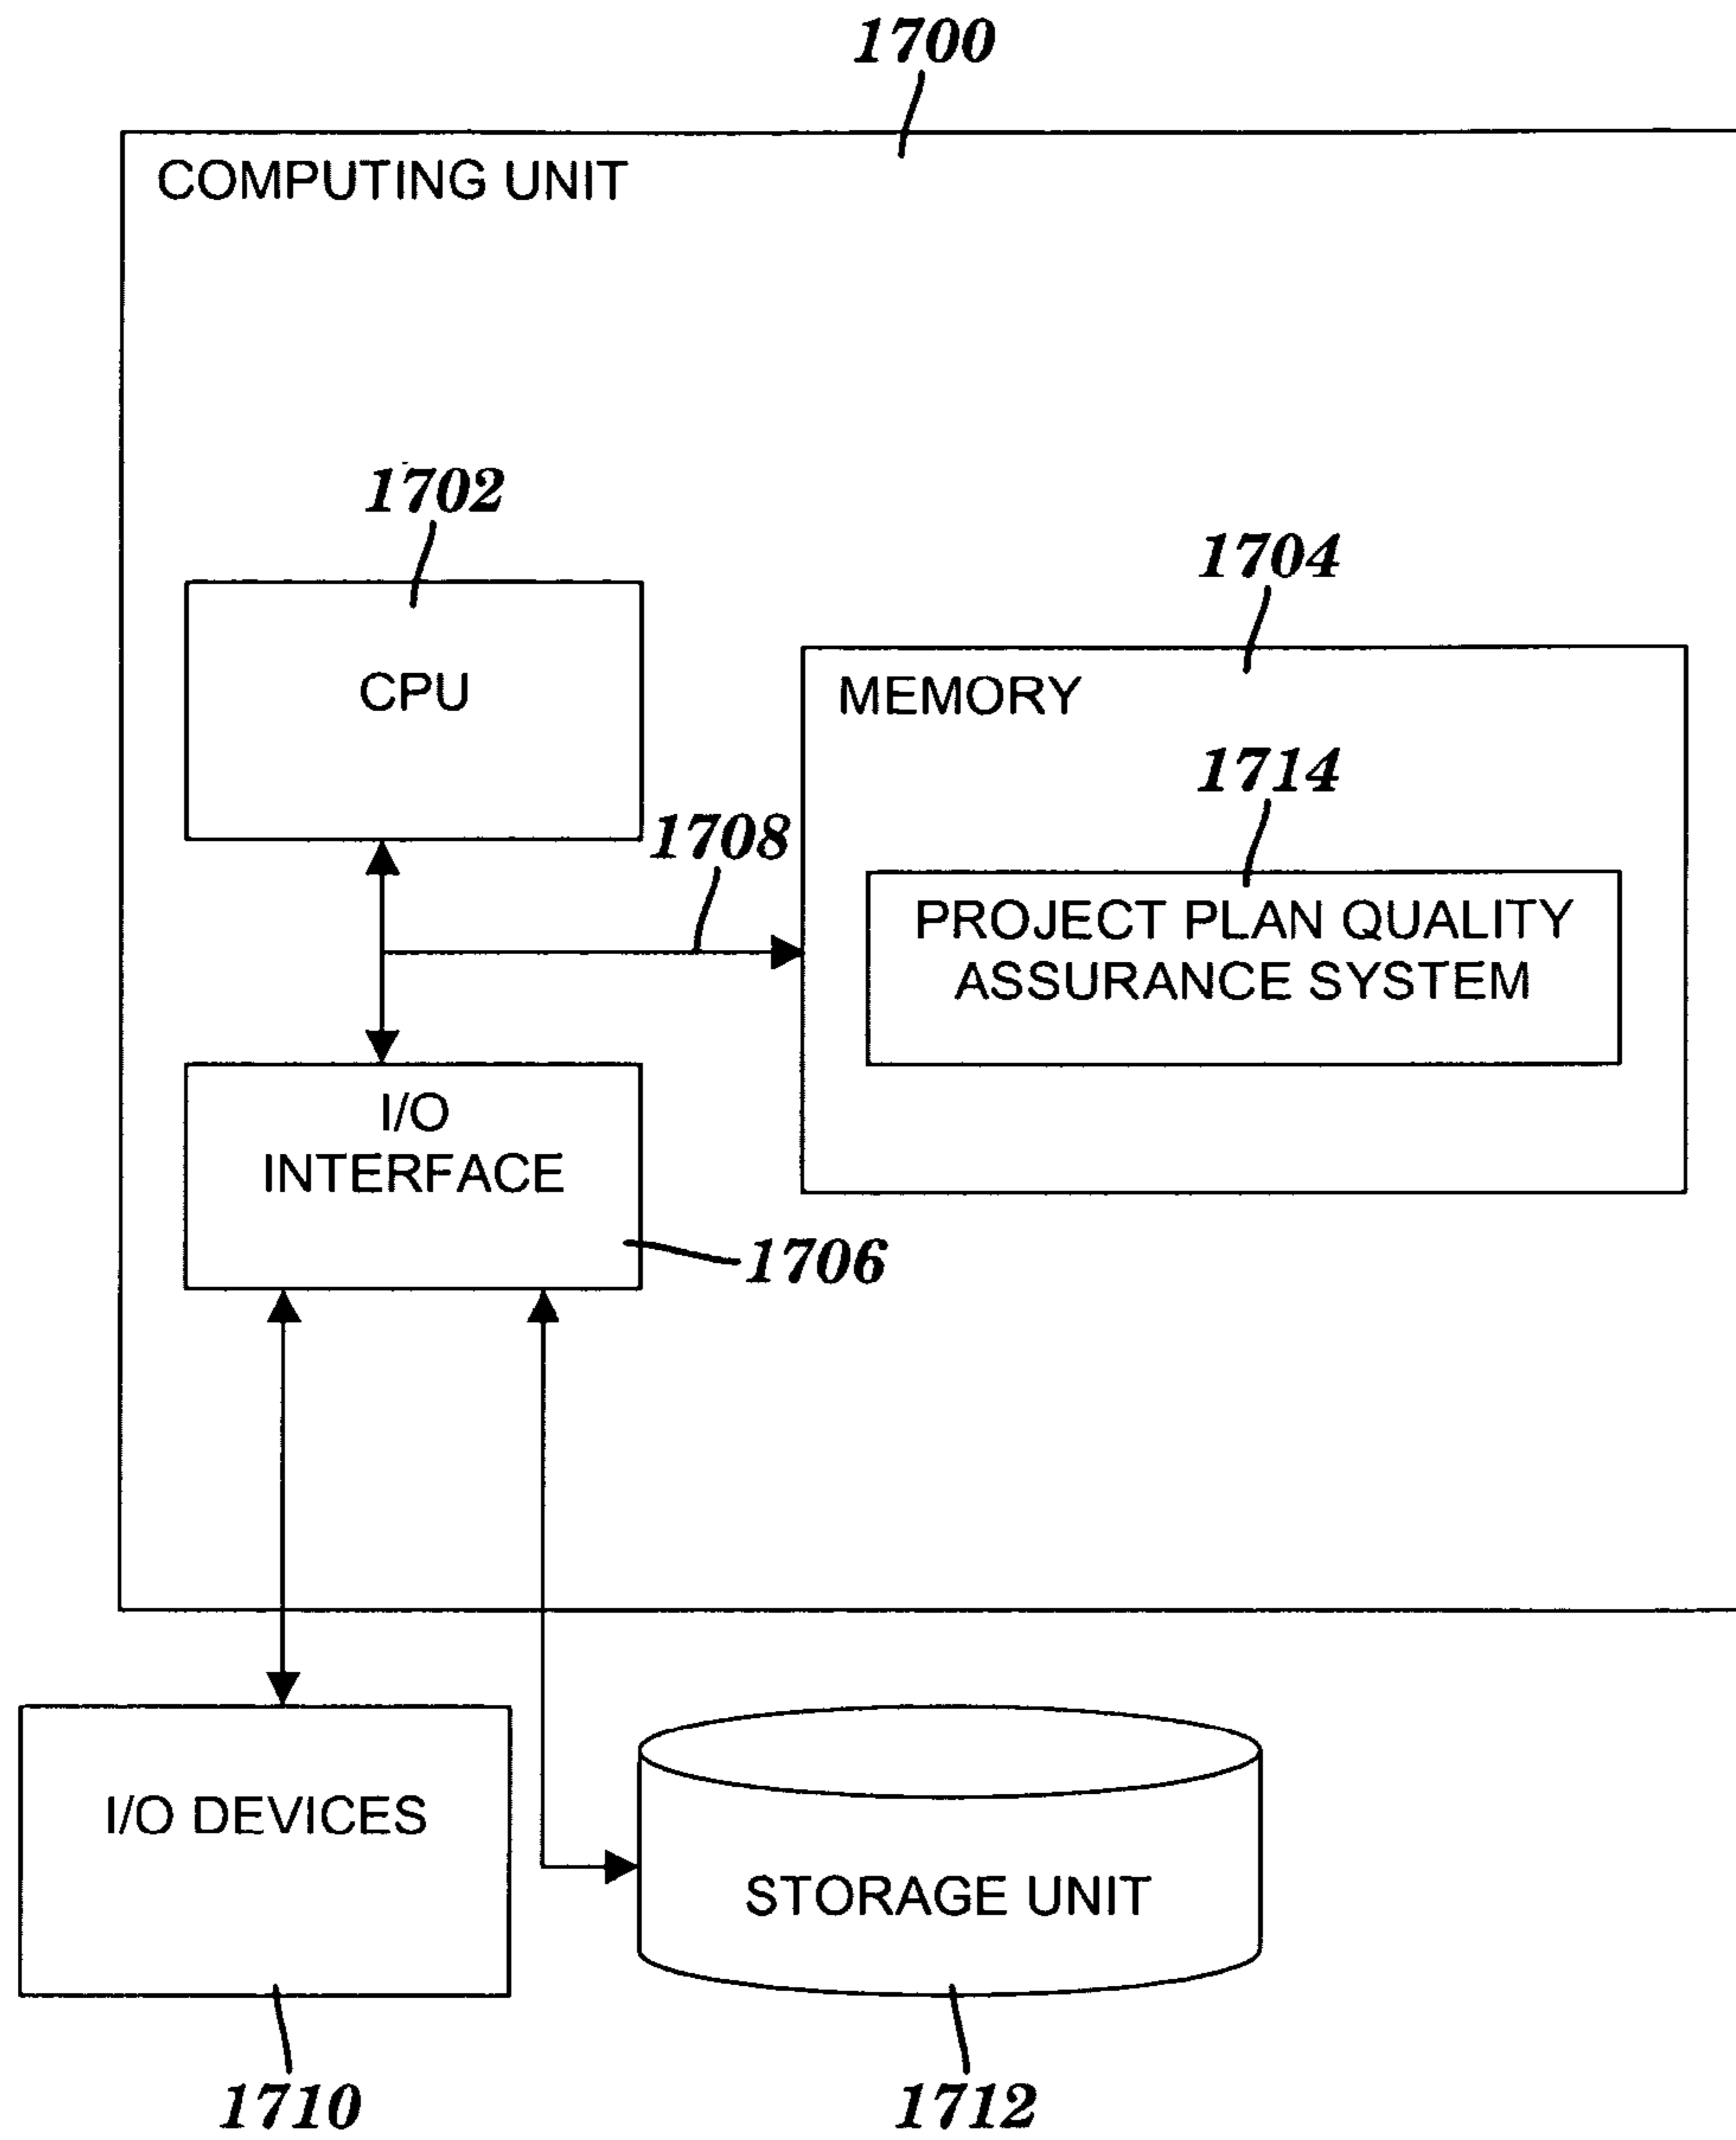 1700
COMPUTING UNIT
1702
CPU
1704
MEMORY
1714
1708
PROJECT PLAN QUALITY
ASSURANCE SYSTEM
I/O
INTERFACE
1706
I/O DEVICES
STORAGE UNIT
1710
1712